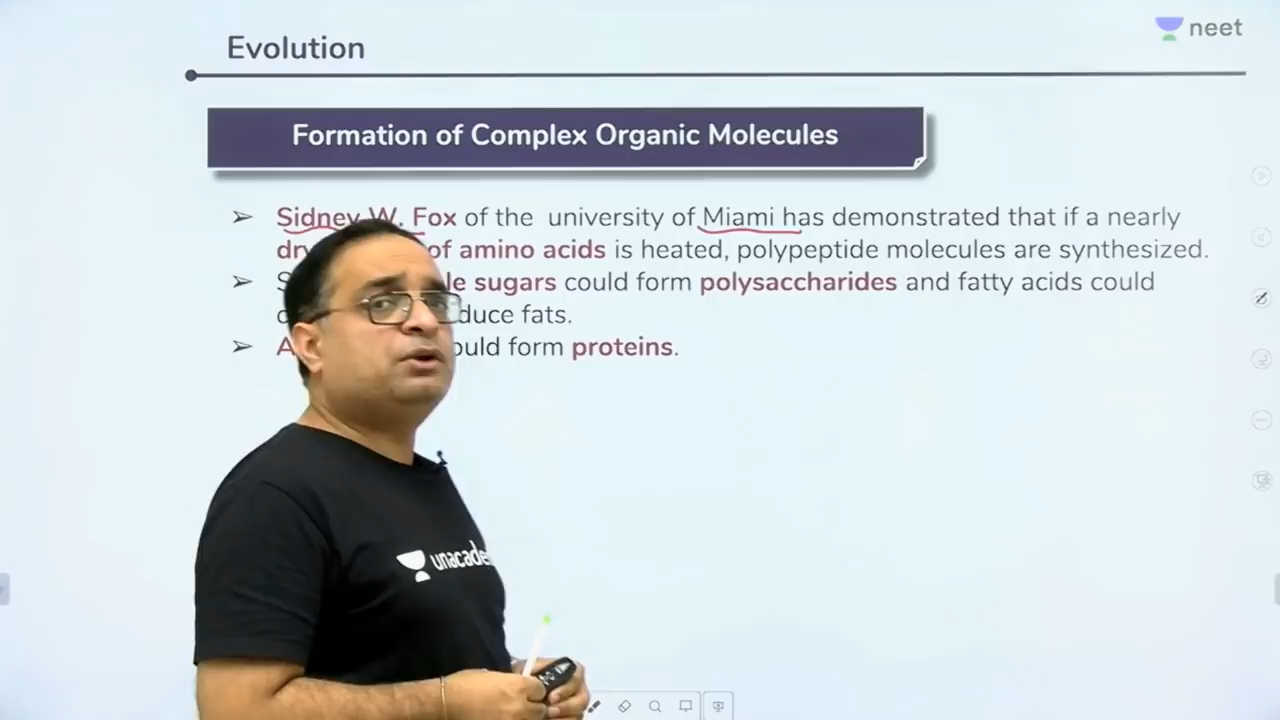 Evolution
neet
Formation of Complex Organic Molecules
➢ Sidney W. Fox of the university of Miami has demonstrated that if a nearly
of amino acids is heated, polypeptide molecules are synthesized.
➢ sugars could form polysaccharides and fatty acids could
fats.
➢ form proteins.